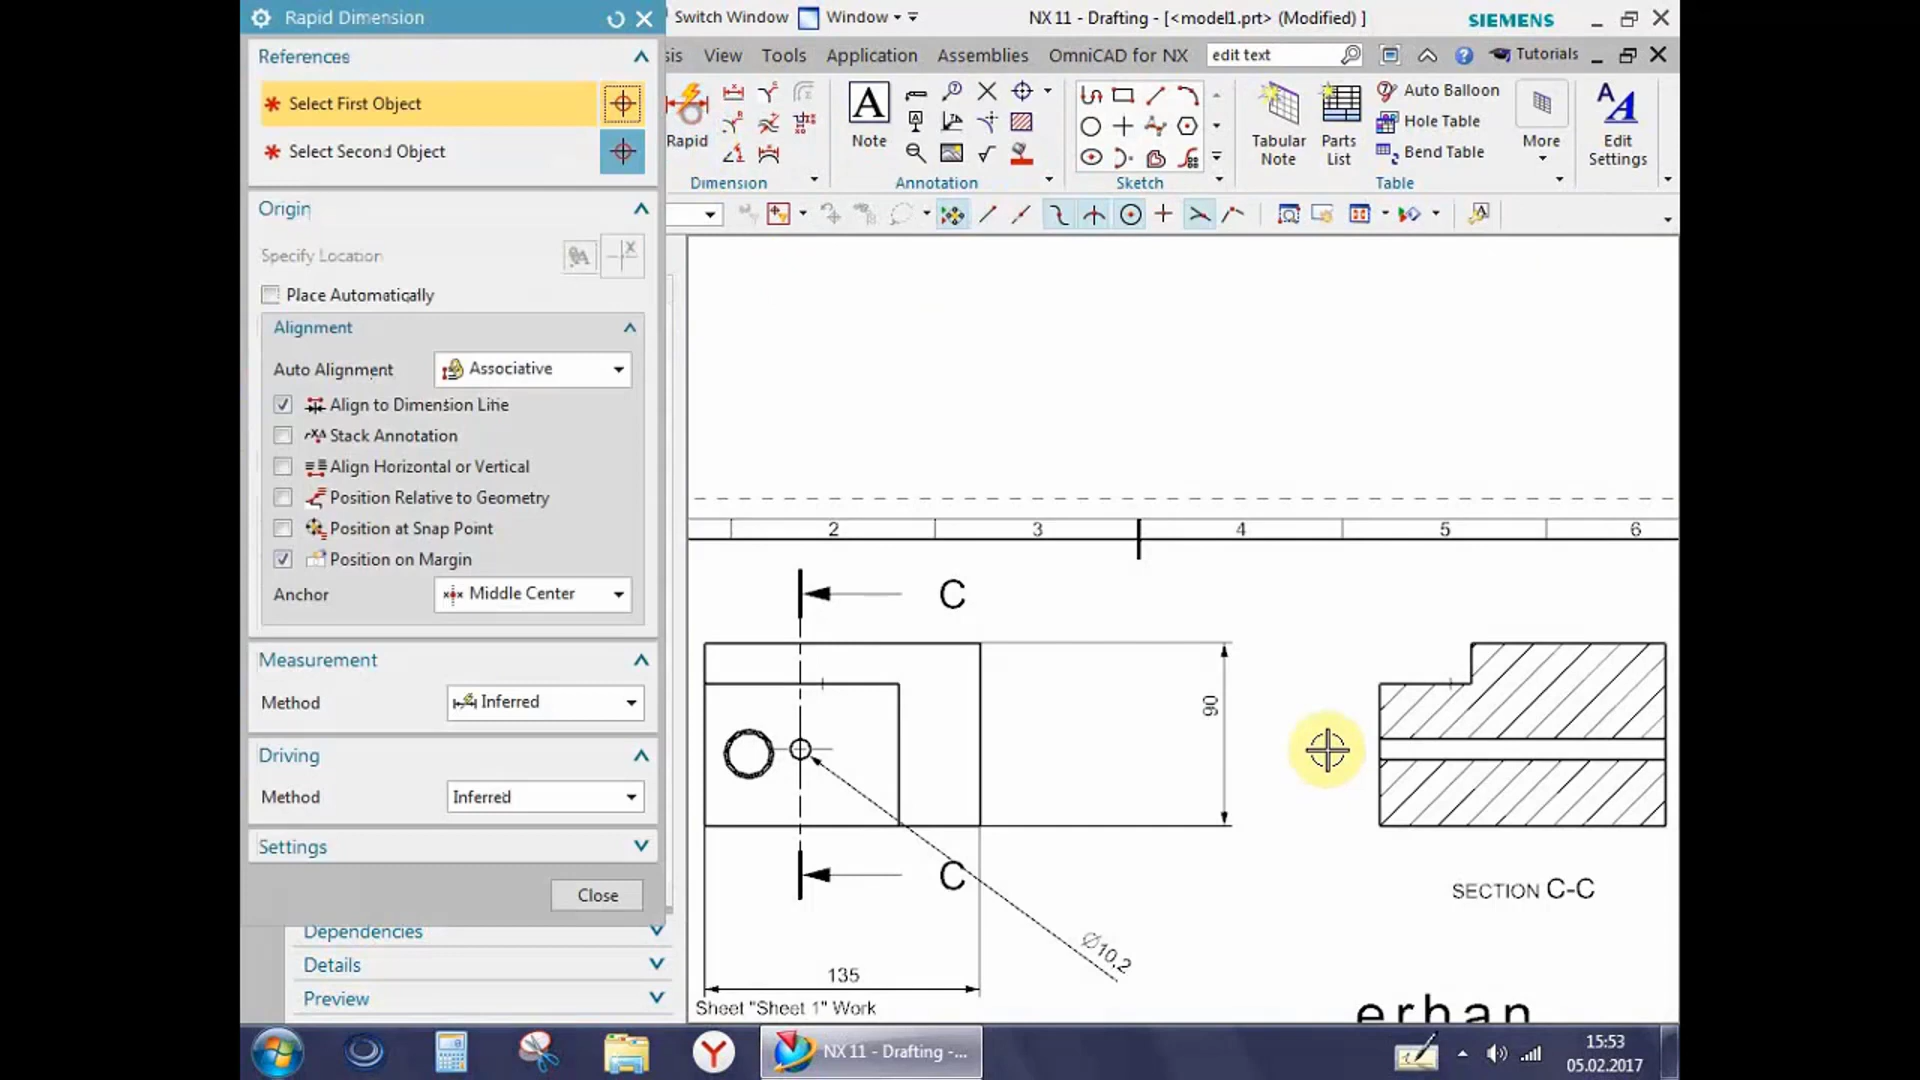 Rapid Dimension
Switch Window
Window
NX 11 - Drafting - [<model1.prt> (Modified) ]
SIEMENS
References
sis
View
Tools
Application
Assemblies
OmniCAD for NX
edit text
Tutorials
Select First Object
Select Second Object
Rapid
Dimension
Note
Annotation
Sketch
Tabular
Note
Parts
List
Auto Balloon
Hole Table
Bend Table
Table
More
Edit
Settings
Origin
Specify Location
Place Automatically
Alignment
Auto Alignment
Associative
Align to Dimension Line
Stack Annotation
Align Horizontal or Vertical
Position Relative to Geometry
Position at Snap Point
Position on Margin
Anchor
Middle Center
Measurement
Method
Inferred
Driving
Method
Inferred
Settings
Close
Dependencies
Details
Preview
2
3
4
5
6
C
90
C
SECTION C-C
Ø10.2
135
Sheet "Sheet 1" Work
erhan
NX 11 - Drafting -...
15:53
05.02.2017